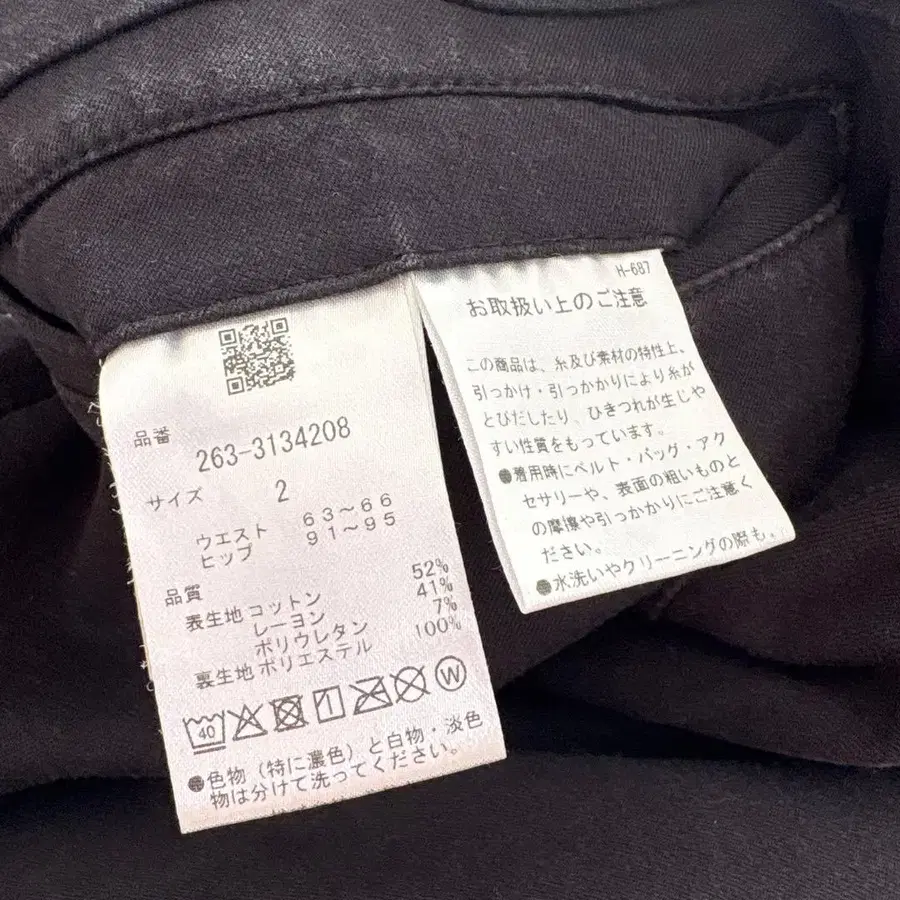 品番
263-3134208
サイズ 2
ウエスト 63～66
ヒップ 91～95
品質
表生地 コットン 52%
レーヨン 41%
ポリウレタン 7%
裏生地 ポリエステル 100%
40
W
●色物（特に濃色）と白物・淡色
物は分けて洗ってください。
H-687
お取扱い上のご注意
この商品は、糸及び素材の特性上、
引っかけ・引っかかりにより糸が
とびだしたり、ひきつれが生じや
すい性質をもっています。
●着用時にベルト・バッグ・アク
セサリーや、表面の粗いものと
の摩擦や引っかかりにご注意く
ださい。
●水洗いやクリーニングの際も、